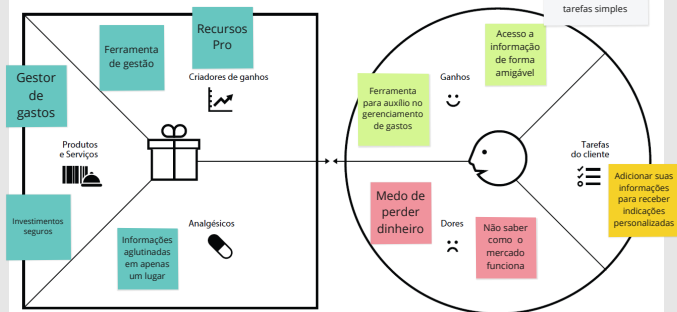 tarefas simples
Recursos
Pro
Ferramenta
de gestão
Criadores de ganhos
Gestor
de
gastos
Produtos
e Serviços
Investimentos
seguros
Analgésicos
Informações
aglutinadas
em apenas
um lugar
Acesso a
informação
de forma
amigável
Ganhos
Ferramenta
para auxílio no
gerenciamento
de gastos
Tarefas
do cliente
Adicionar suas
informações
para receber
indicações
personalizadas
Medo de
perder
dinheiro
Dores
Não saber
como o
mercado
funciona